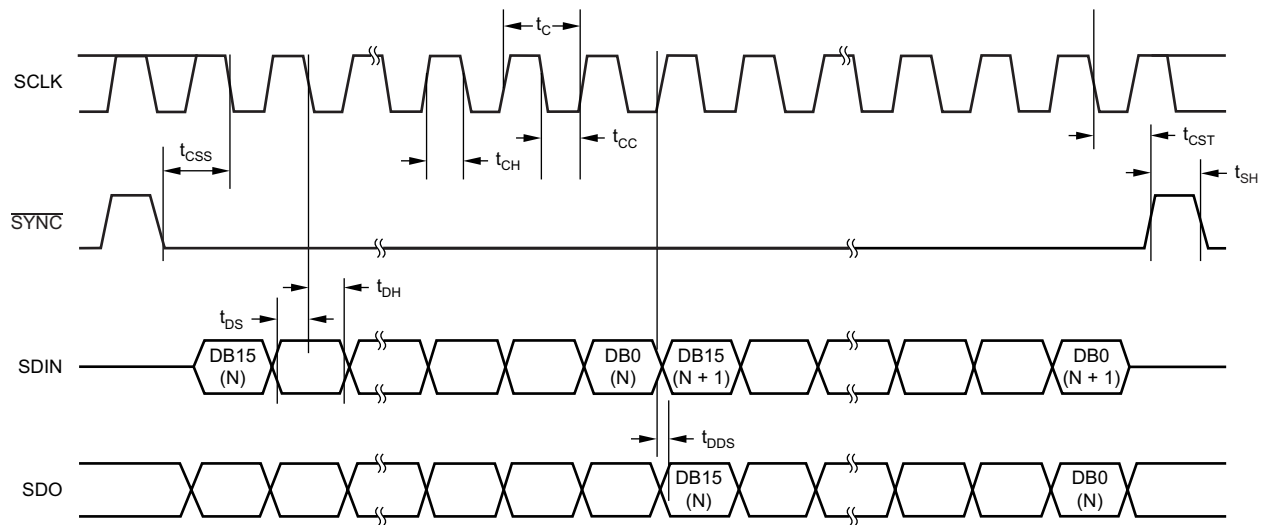 t_C
SCLK
t_CSS
t_CH
t_CC
t_CST
t_SH
SYNC
t_DS
t_DH
SDIN
DB15
(N)
DB0
(N)
DB15
(N + 1)
DB0
(N + 1)
t_DDS
SDO
DB15
(N)
DB0
(N)